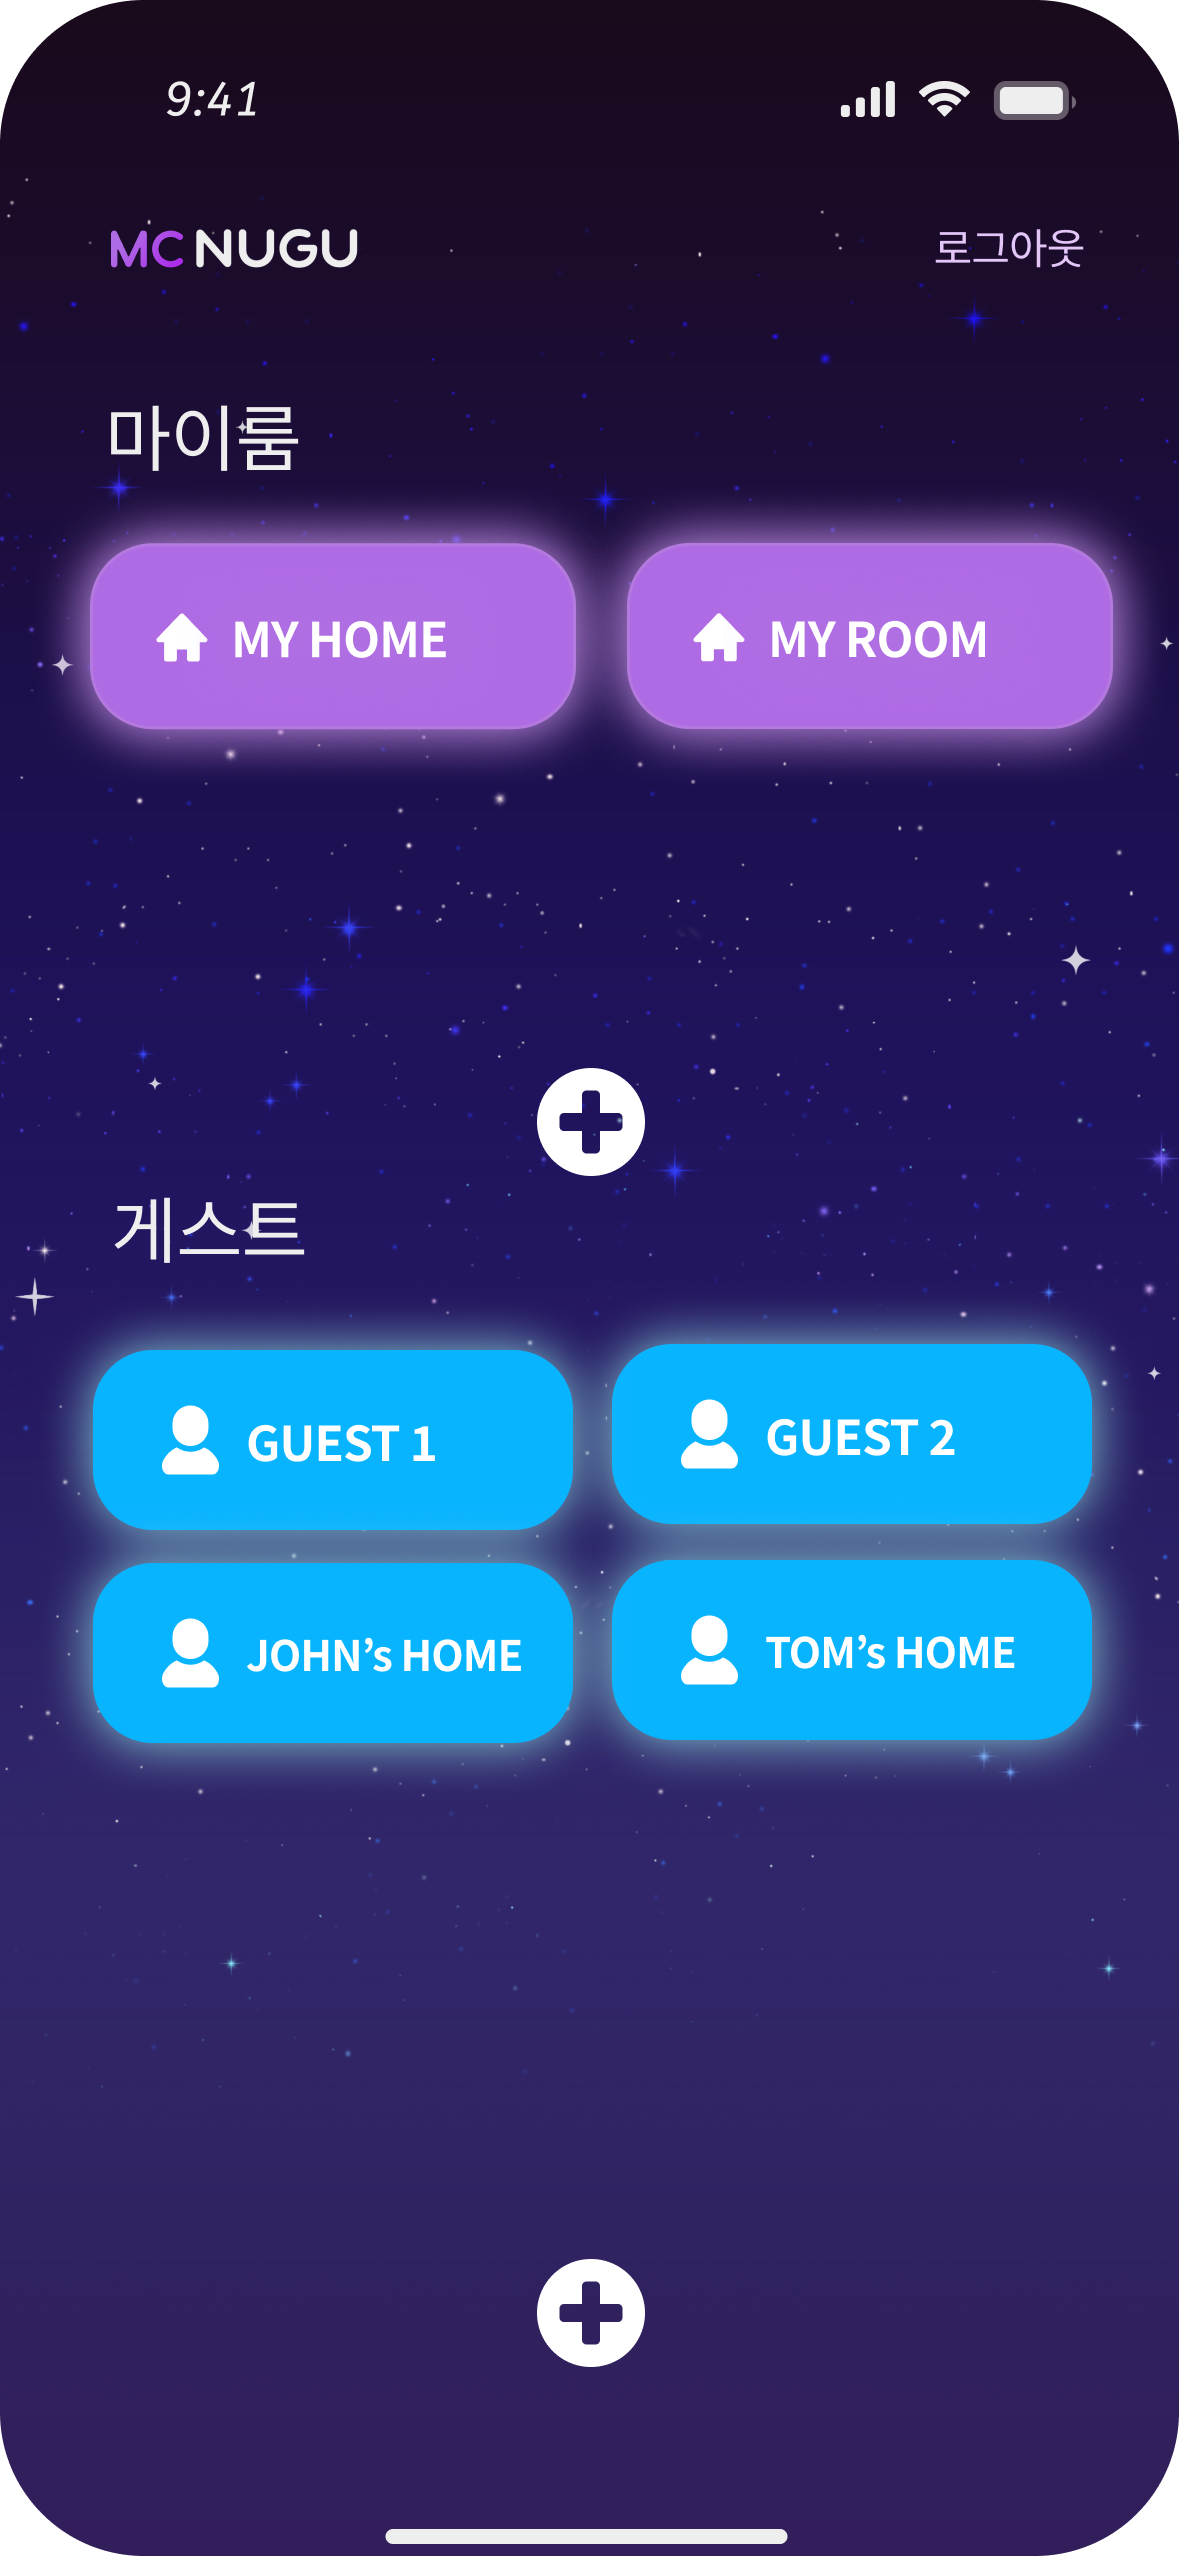 9:41
MC NUGU
로그아웃
마이룸
MY HOME
MY ROOM
게스트
GUEST 1
GUEST 2
JOHN’s HOME
TOM’s HOME